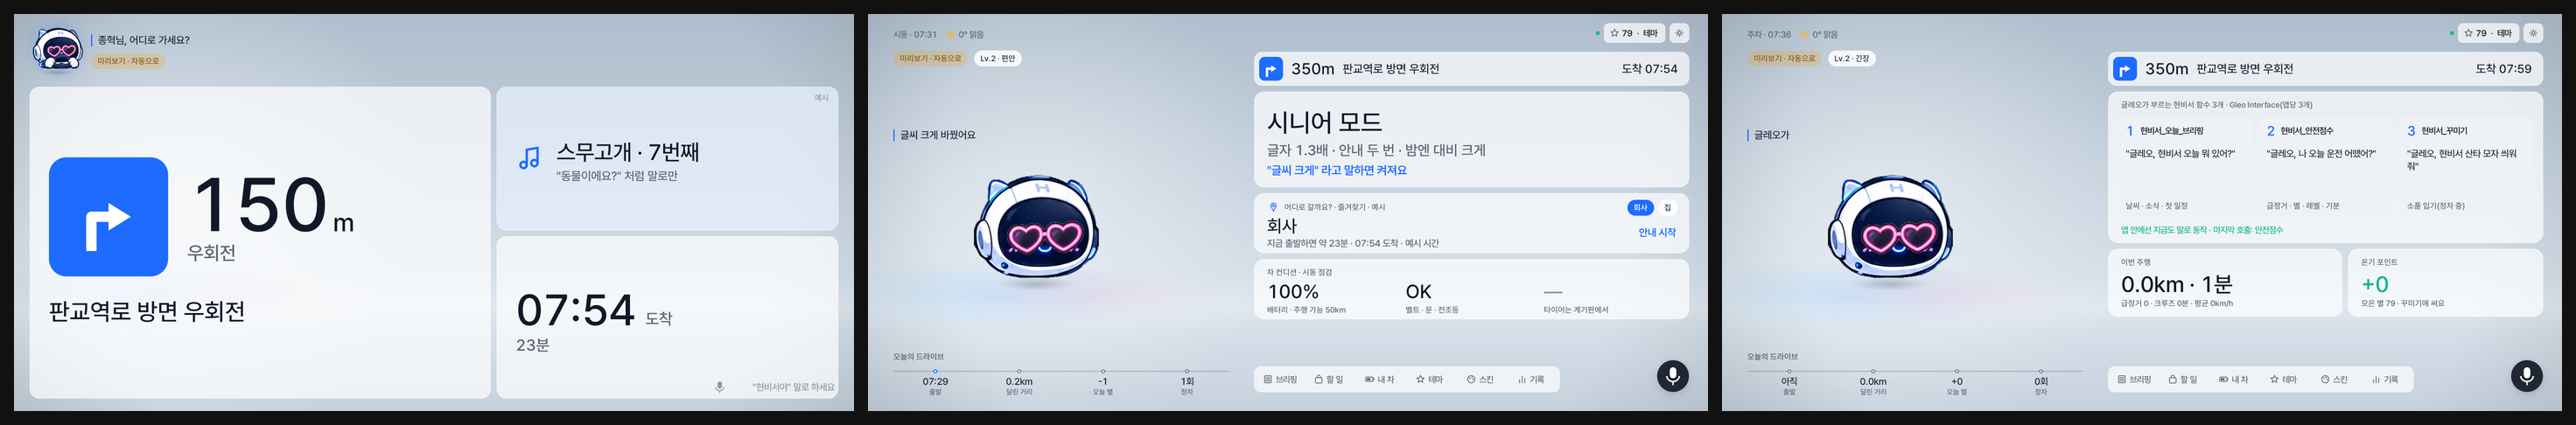 종혁님, 어디로 가세요?
미리보기 · 자동으로
150m
우회전
판교역로 방면 우회전
예시
스무고개 · 7번째
"동물이에요?" 처럼 말로만
07:54 도착
23분
"현비서야" 말로 하세요
시동 · 07:31 0° 맑음
79 · 테마
미리보기 · 자동으로 Lv.2 · 편안
글씨 크게 바꿨어요
H
350m 판교역로 방면 우회전 도착 07:54
시니어 모드
글자 1.3배 · 안내 두 번 · 밤엔 대비 크게
"글씨 크게" 라고 말하면 켜져요
어디로 갈까요? · 즐겨찾기 · 예시 회사 집
회사
지금 출발하면 약 23분 · 07:54 도착 · 예시 시간
안내 시작
차 컨디션 · 시동 점검
100% OK —
배터리 · 주행 가능 50km 벨트 · 문 · 전조등 타이어는 계기판에서
오늘의 드라이브
07:29 0.2km -1 1회
출발 달린 거리 오늘 별 정차
브리핑 할 일 내 차 테마 스킨 기록
주차 · 07:36 0° 맑음
79 · 테마
미리보기 · 자동으로 Lv.2 · 긴장
글레오가
H
350m 판교역로 방면 우회전 도착 07:59
글레오가 부르는 현비서 함수 3개 · Gleo Interface(앱당 3개)
1 현비서_오늘_브리핑
"글레오, 현비서 오늘 뭐 있어?"
날씨 · 소식 · 첫 일정
2 현비서_안전점수
"글레오, 나 오늘 운전 어땠어?"
급정거 · 별 · 레벨 · 기분
3 현비서_꾸미기
"글레오, 현비서 산타 모자 씌워
줘"
소품 입기(정차 중)
앱 안에선 지금도 말로 동작 · 마지막 호출: 안전점수
이번 주행
0.0km · 1분
급정거 0 · 크루즈 0분 · 평균 0km/h
온기 포인트
+0
모은 별 79 · 꾸미기에 써요
오늘의 드라이브
아직 0.0km +0 0회
출발 달린 거리 오늘 별 정차
브리핑 할 일 내 차 테마 스킨 기록